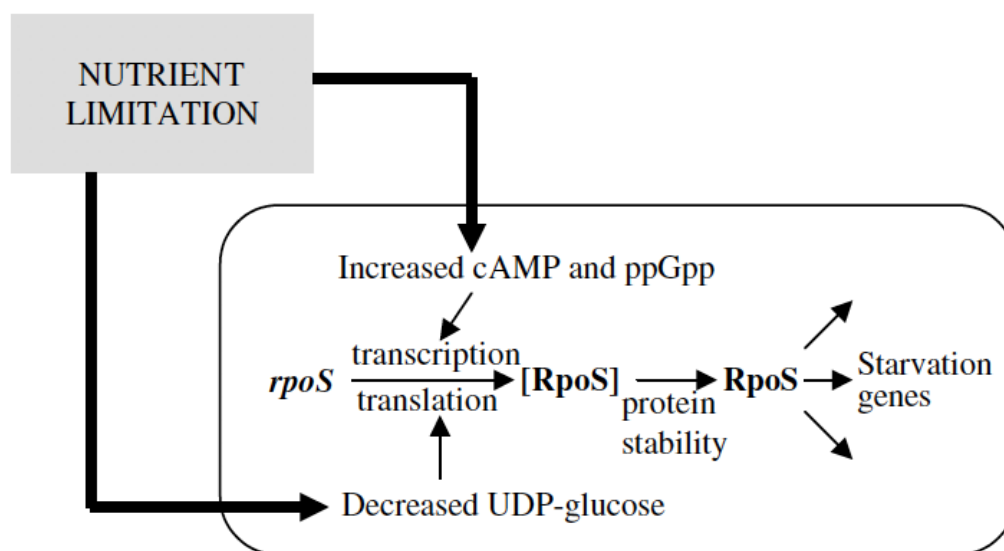 NUTRIENT
LIMITATION
Increased cAMP and ppGpp
transcription
rpoS
translation
[RpoS]
protein
stability
RpoS
Starvation
genes
Decreased UDP-glucose